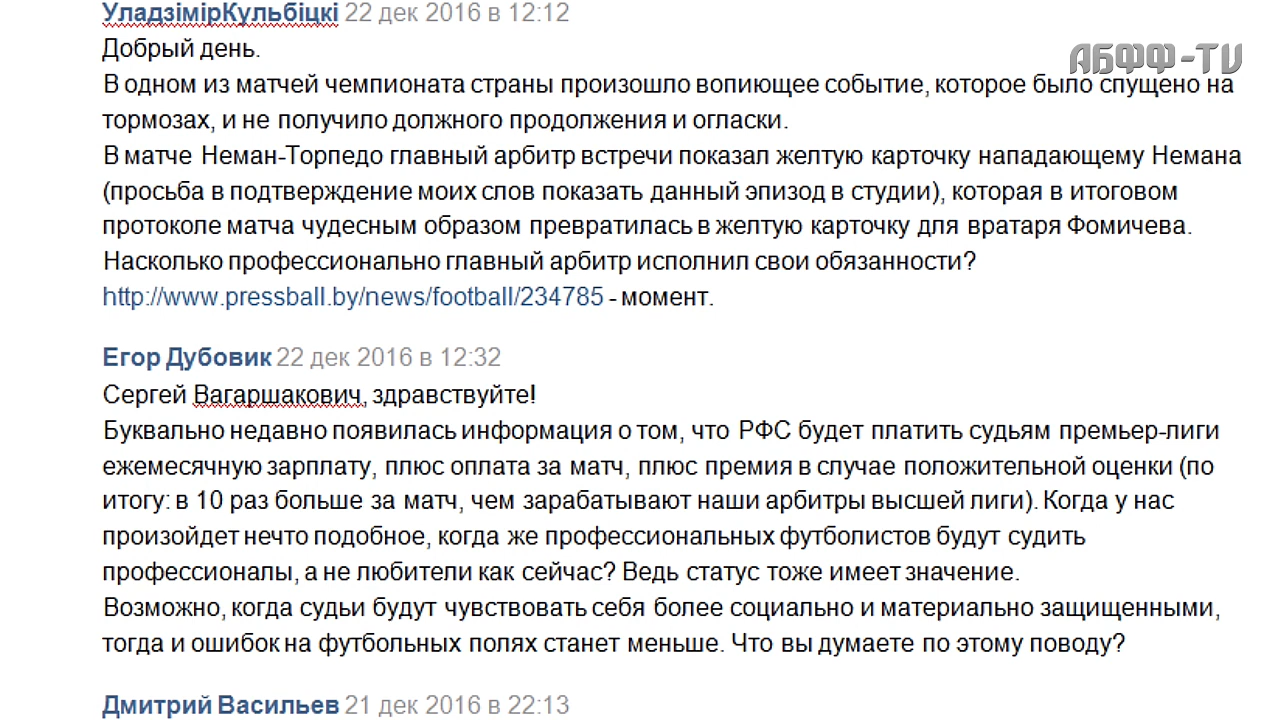 УладзімірКульбіцкі 22 дек 2016 в 12:12
АБФФ-TV
Добрый день.
В одном из матчей чемпионата страны произошло вопиющее событие, которое было спущено на
тормозах, и не получило должного продолжения и огласки.
В матче Неман-Торпедо главный арбитр встречи показал желтую карточку нападающему Немана
(просьба в подтверждение моих слов показать данный эпизод в студии), которая в итоговом
протоколе матча чудесным образом превратилась в желтую карточку для вратаря Фомичева.
Насколько профессионально главный арбитр исполнил свои обязанности?
http://www.pressball.by/news/football/234785 - момент.
Егор Дубовик 22 дек 2016 в 12:32
Сергей Вагаршакович, здравствуйте!
Буквально недавно появилась информация о том, что РФС будет платить судьям премьер-лиги
ежемесячную зарплату, плюс оплата за матч, плюс премия в случае положительной оценки (по
итогу: в 10 раз больше за матч, чем зарабатывают наши арбитры высшей лиги). Когда у нас
произойдет нечто подобное, когда же профессиональных футболистов будут судить
профессионалы, а не любители как сейчас? Ведь статус тоже имеет значение.
Возможно, когда судьи будут чувствовать себя более социально и материально защищенными,
тогда и ошибок на футбольных полях станет меньше. Что вы думаете по этому поводу?
Дмитрий Васильев 21 дек 2016 в 22:13